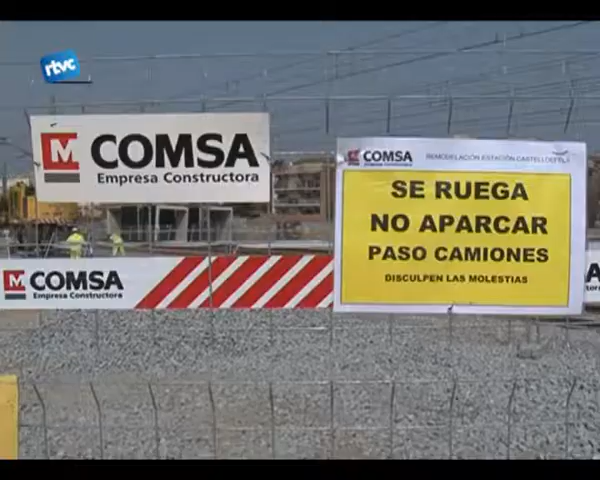 rtvc
M COMSA
Empresa Constructora
COMSA REMODELACIÓN ESTACIÓN CASTELLDEFELS
SE RUEGA
NO APARCAR
PASO CAMIONES
DISCULPEN LAS MOLESTIAS
M COMSA
Empresa Constructora